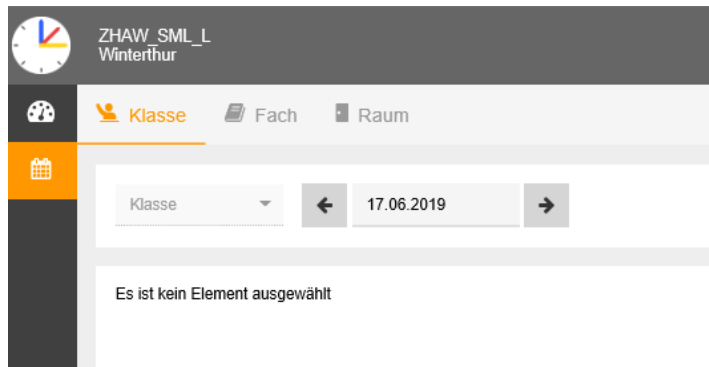 ZHAW_SML_L
Winterthur
Klasse Fach Raum
Klasse 17.06.2019
Es ist kein Element ausgewählt